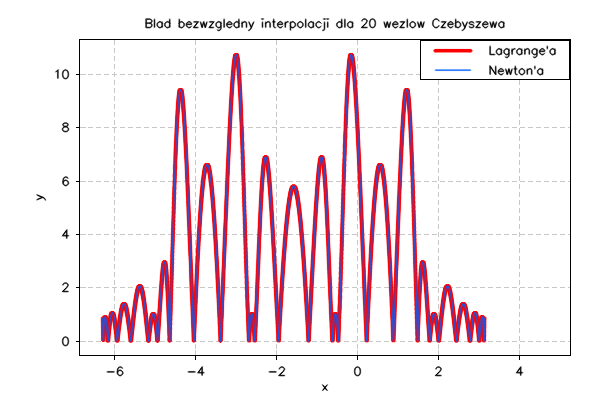 Blad bezwzgledny interpolacji dla 20 wezlow Czebyszewa
Lagrange'a
Newton'a
10
8
6
4
2
0
y
−6 −4 −2 0 2 4
x